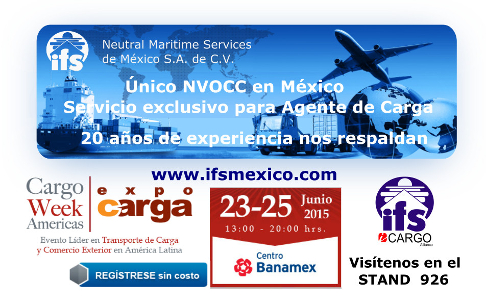 ifs
Neutral Maritime Services
de México S.A. de C.V.
Único NVOCC en México
Servicio exclusivo para Agente de Carga
20 años de experiencia nos respaldan
www.ifsmexico.com
Cargo
Week
Americas
expo
carga
Evento Líder en Transporte de Carga
y Comercio Exterior en América Latina
REGÍSTRESE sin costo
23-25 Junio
2015
13:00 - 20:00 hrs.
Centro
Banamex
ifs
CARGO
Visítenos en el
STAND 926